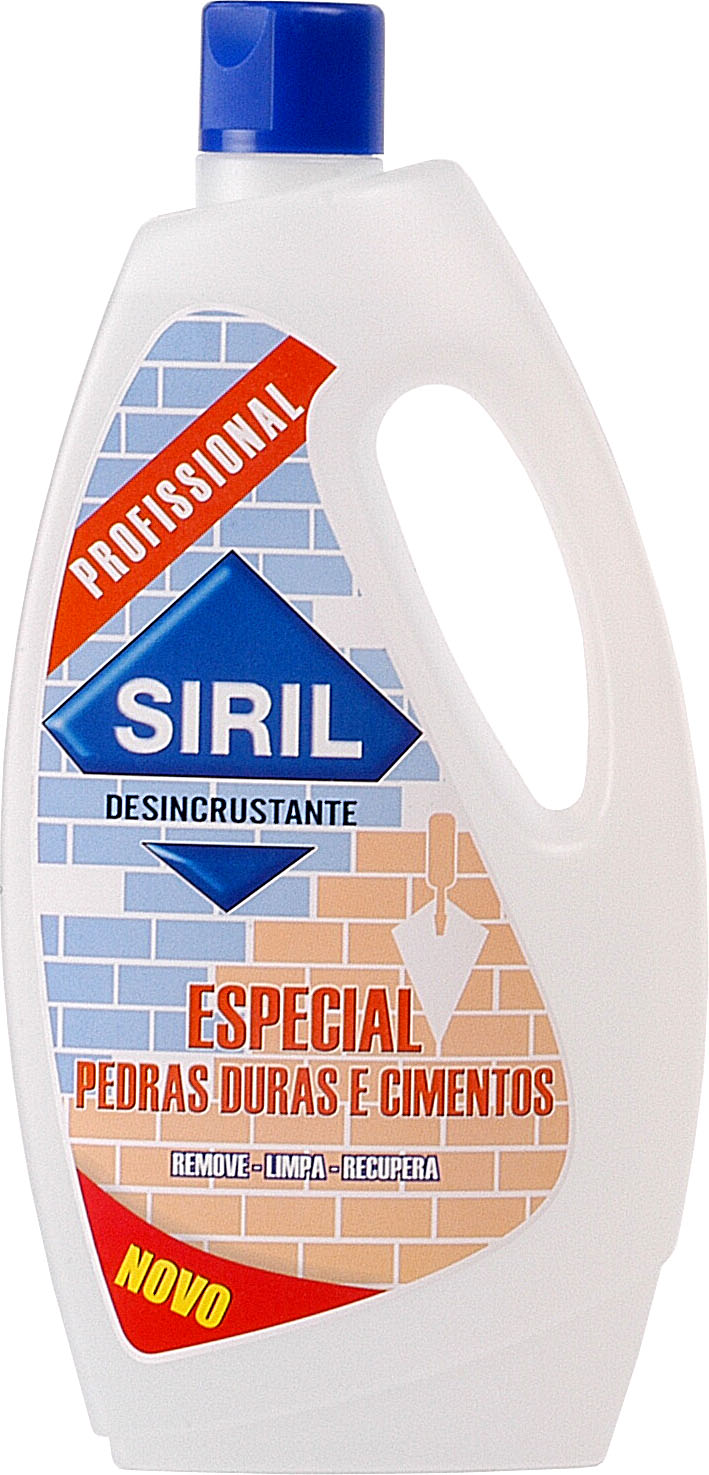 PROFISSIONAL
SIRIL
DESINCRUSTANTE
ESPECIAL
PEDRAS DURAS E CIMENTOS
REMOVE - LIMPA - RECUPERA
NOVO